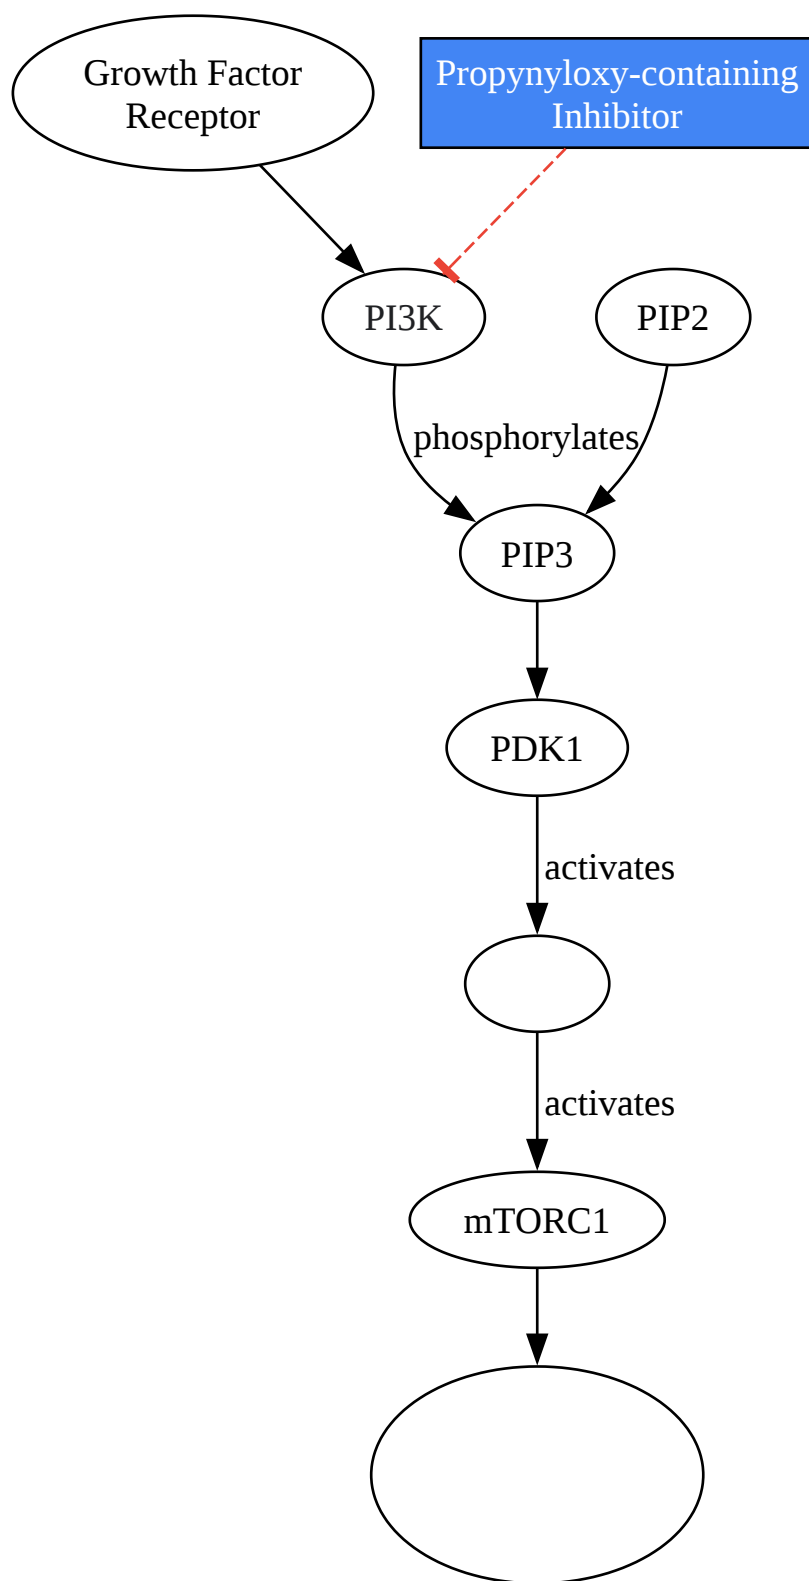 Growth Factor
Receptor
Propynyloxy-containing
Inhibitor
PI3K
PIP2
phosphorylates
PIP3
PDK1
activates
activates
mTORC1